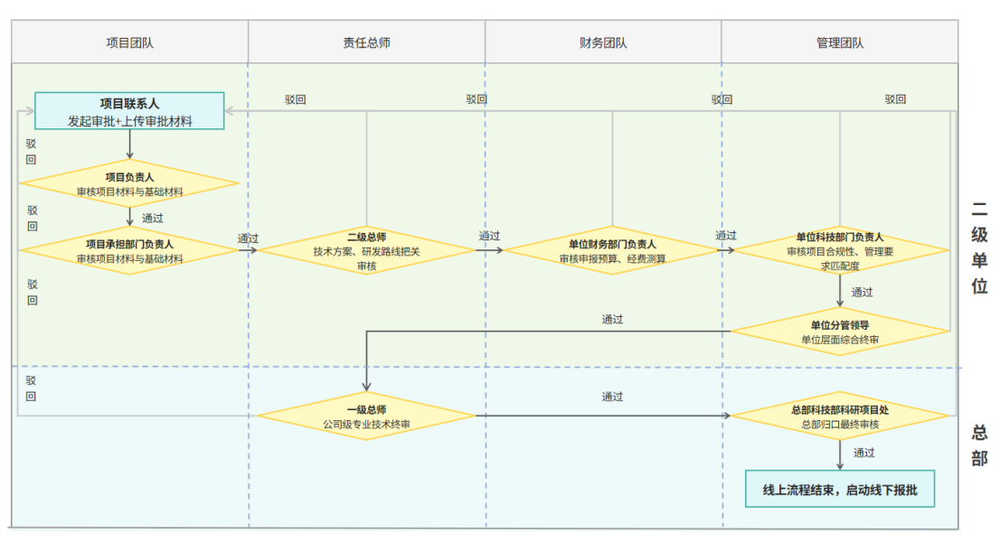 项目团队
责任总师
财务团队
管理团队
项目联系人
发起审批+上传审批材料
驳回
驳回
驳回
驳回
驳
回
项目负责人
审核项目材料与基础材料
通过
驳
回
项目承担部门负责人
审核项目材料与基础材料
通过
二级总师
技术方案、研发路线把关
审核
通过
单位财务部门负责人
审核申报预算、经费测算
通过
单位科技部门负责人
审核项目合规性、管理要
求匹配度
二
级
单
位
驳
回
通过
通过
单位分管领导
单位层面综合终审
驳
回
一级总师
公司级专业技术终审
通过
总部科技部科研项目处
总部归口最终审核
通过
线上流程结束，启动线下报批
总
部